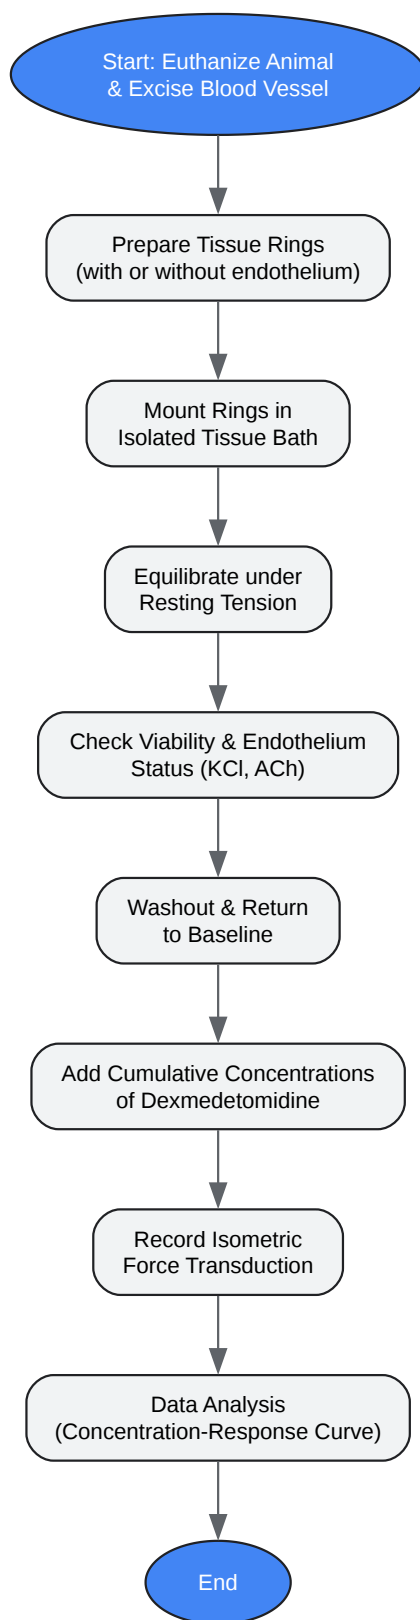 Start: Euthanize Animal
& Excise Blood Vessel
Prepare Tissue Rings
(with or without endothelium)
Mount Rings in
Isolated Tissue Bath
Equilibrate under
Resting Tension
Check Viability & Endothelium
Status (KCl, ACh)
Washout & Return
to Baseline
Add Cumulative Concentrations
of Dexmedetomidine
Record Isometric
Force Transduction
Data Analysis
(Concentration-Response Curve)
End